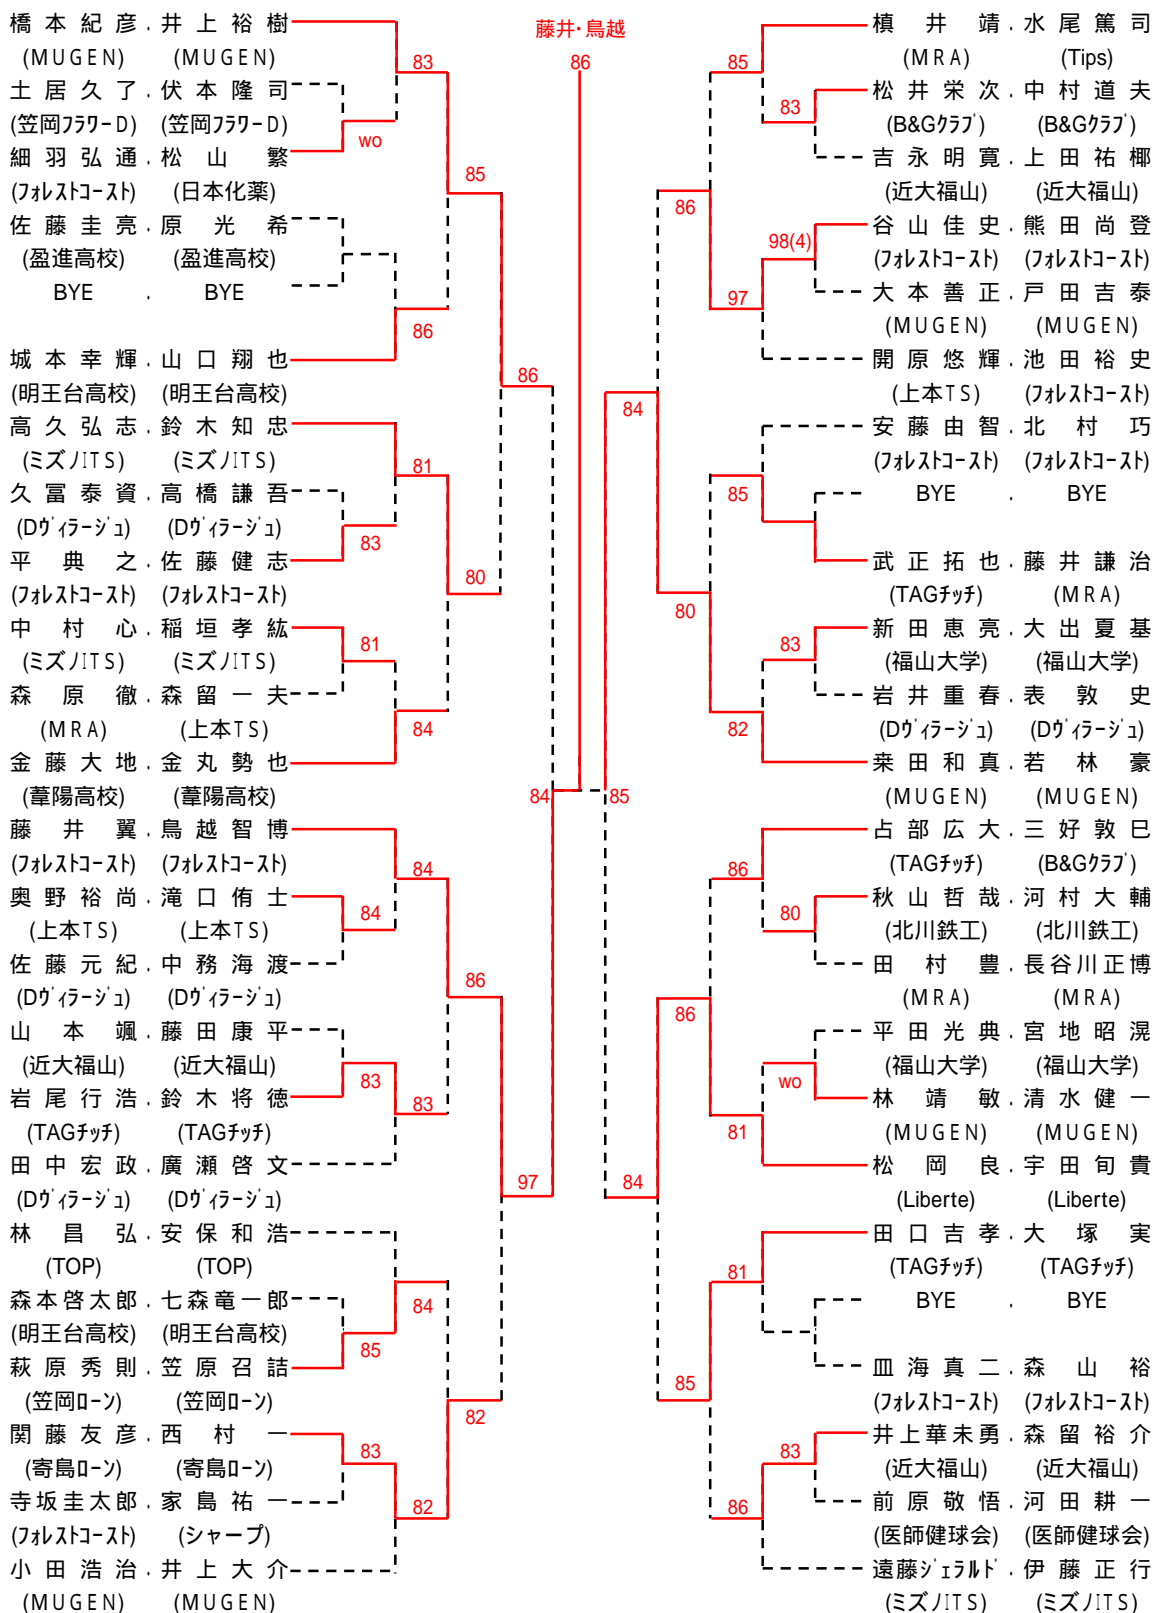 藤井・鳥越
86
橋本紀彦 . 井上裕樹
(MUGEN) (MUGEN)
83
土居久了 . 伏本隆司
(笠岡フラワーD) (笠岡フラワーD)
wo
細羽弘通 . 松山繁
(フォレストコースト) (日本化薬)
85
佐藤圭亮 . 原光希
(盈進高校) (盈進高校)
BYE . BYE
86
城本幸輝 . 山口翔也
(明王台高校) (明王台高校)
86
高久弘志 . 鈴木知忠
(ミズノITS) (ミズノITS)
81
久冨泰資 . 高橋謙吾
(Dヴィラージュ) (Dヴィラージュ)
83
平典之 . 佐藤健志
(フォレストコースト) (フォレストコースト)
80
中村心 . 稲垣孝紘
(ミズノITS) (ミズノITS)
81
森原徹 . 森留一夫
(MRA) (上本TS)
84
金藤大地 . 金丸勢也
(葦陽高校) (葦陽高校)
84
藤井翼 . 鳥越智博
(フォレストコースト) (フォレストコースト)
84
奥野裕尚 . 滝口侑士
(上本TS) (上本TS)
84
佐藤元紀 . 中務海渡
(Dヴィラージュ) (Dヴィラージュ)
86
山本颯 . 藤田康平
(近大福山) (近大福山)
83
岩尾行浩 . 鈴木将徳
(TAGチッチ) (TAGチッチ)
83
田中宏政 . 廣瀬啓文
(Dヴィラージュ) (Dヴィラージュ)
97
林昌弘 . 安保和浩
(TOP) (TOP)
84
森本啓太郎 . 七森竜一郎
(明王台高校) (明王台高校)
85
萩原秀則 . 笠原召詰
(笠岡ローン) (笠岡ローン)
82
関藤友彦 . 西村一
(寄島ローン) (寄島ローン)
83
寺坂圭太郎 . 家島祐一
(フォレストコースト) (シャープ)
82
小田浩治 . 井上大介
(MUGEN) (MUGEN)
槙井靖 . 水尾篤司
(MRA) (Tips)
85
松井栄次 . 中村道夫
(B&Gクラブ) (B&Gクラブ)
83
吉永明寛 . 上田祐椰
(近大福山) (近大福山)
86
谷山佳史 . 熊田尚登
(フォレストコースト) (フォレストコースト)
98(4)
大本善正 . 戸田吉泰
(MUGEN) (MUGEN)
97
開原悠輝 . 池田裕史
(上本TS) (フォレストコースト)
84
安藤由智 . 北村巧
(フォレストコースト) (フォレストコースト)
85
BYE . BYE
武正拓也 . 藤井謙治
(TAGチッチ) (MRA)
80
新田恵亮 . 大出夏基
(福山大学) (福山大学)
83
岩井重春 . 表敦史
(Dヴィラージュ) (Dヴィラージュ)
82
来田和真 . 若林豪
(MUGEN) (MUGEN)
85
占部広大 . 三好敦巳
(TAGチッチ) (B&Gクラブ)
86
秋山哲哉 . 河村大輔
(北川鉄工) (北川鉄工)
80
田村豊 . 長谷川正博
(MRA) (MRA)
86
平田光典 . 宮地昭滉
(福山大学) (福山大学)
wo
林靖敏 . 清水健一
(MUGEN) (MUGEN)
81
松岡良 . 宇田旬貴
(Liberte) (Liberte)
84
田口吉孝 . 大塚実
(TAGチッチ) (TAGチッチ)
81
BYE . BYE
皿海真二 . 森山裕
(フォレストコースト) (フォレストコースト)
85
井上華未勇 . 森留裕介
(近大福山) (近大福山)
83
前原敬悟 . 河田耕一
(医師健球会) (医師健球会)
86
遠藤ジェラルド . 伊藤正行
(ミズノITS) (ミズノITS)